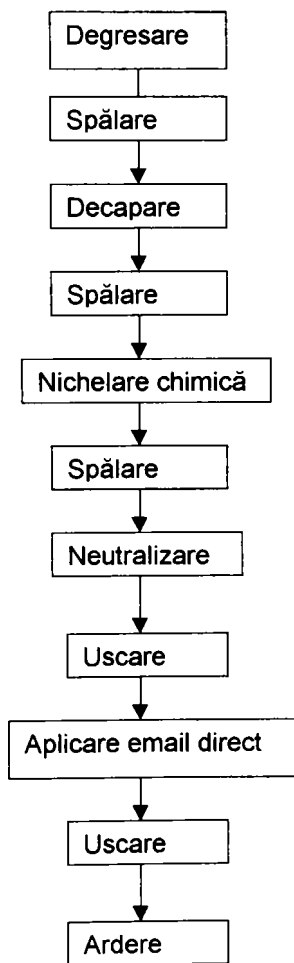 Degresare
Spălare
Decapare
Spălare
Nichelare chimică
Spălare
Neutralizare
Uscare
Aplicare email direct
Uscare
Ardere